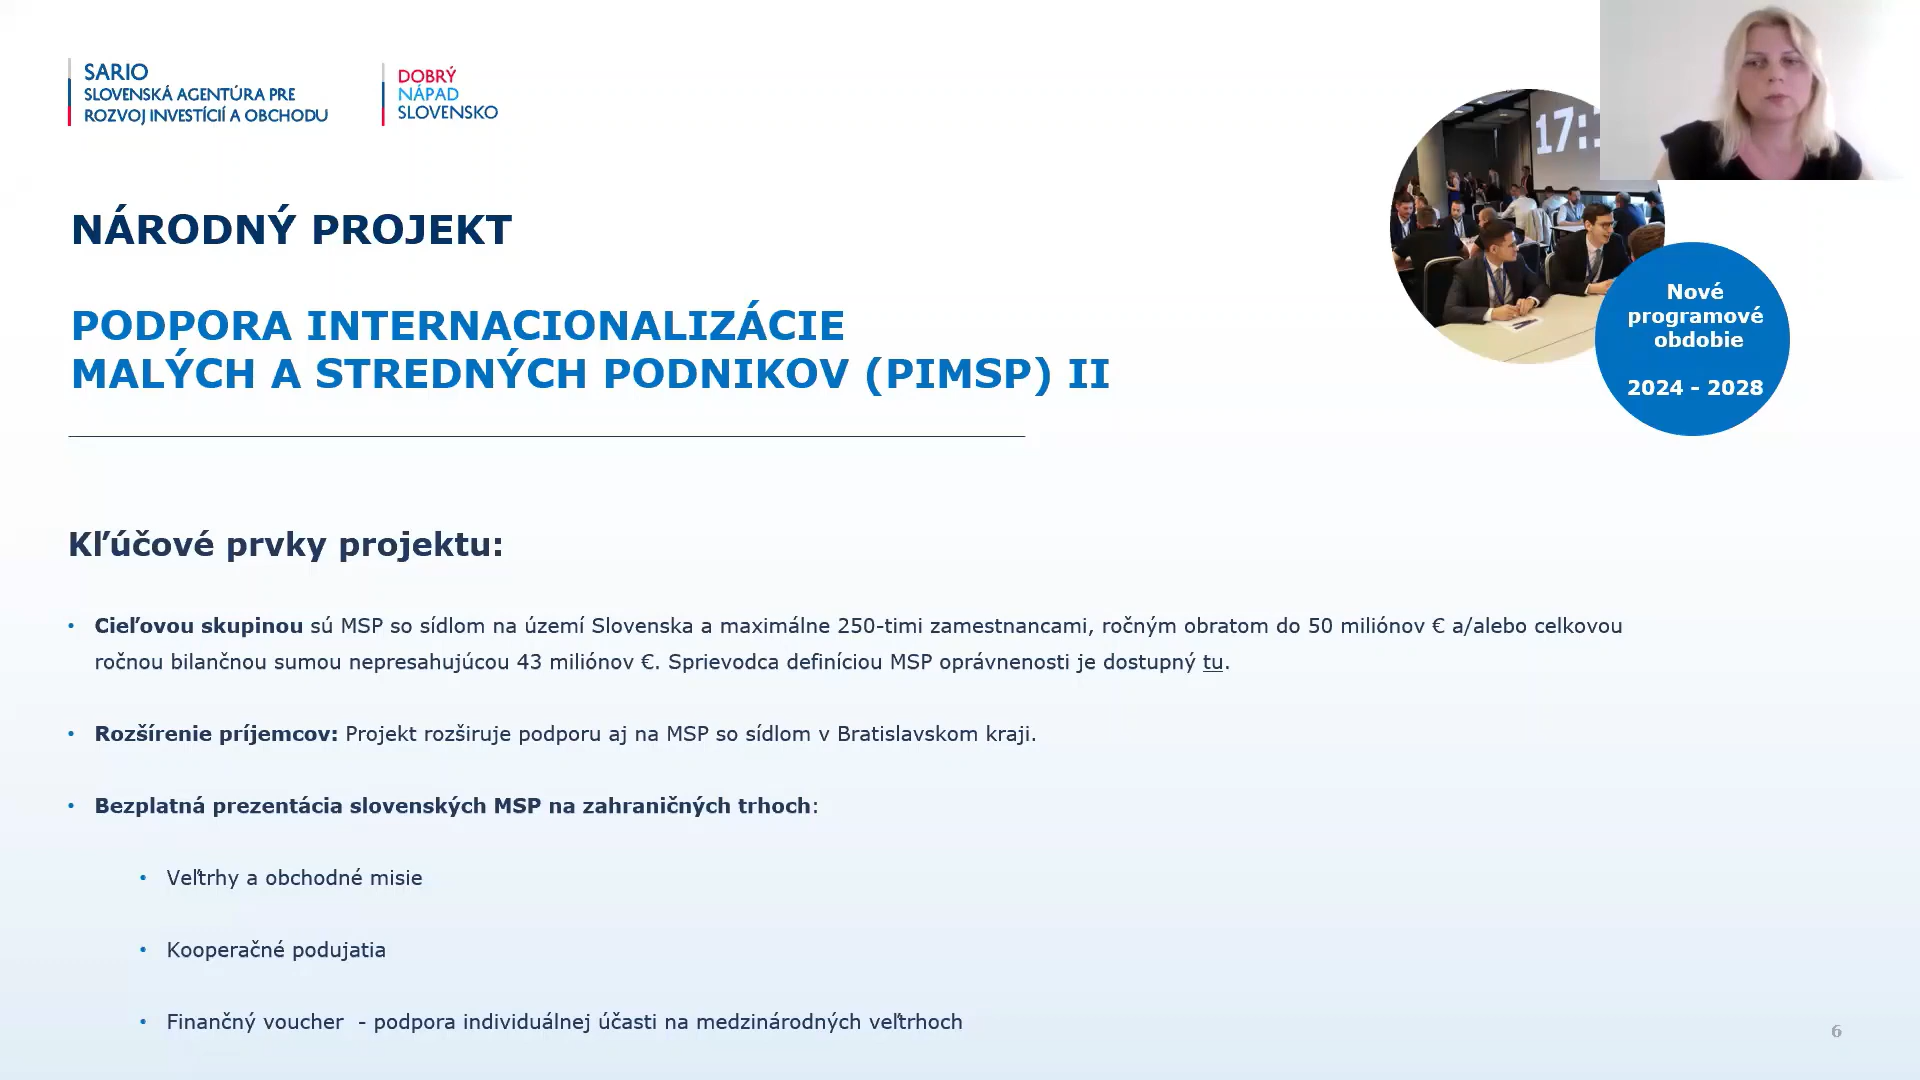 SARIO
SLOVENSKÁ AGENTÚRA PRE
ROZVOJ INVESTÍCIÍ A OBCHODU
DOBRÝ
NÁPAD
SLOVENSKO
17:
NÁRODNÝ PROJEKT
PODPORA INTERNACIONALIZÁCIE
MALÝCH A STREDNÝCH PODNIKOV (PIMSP) II
Nové
programové
obdobie
2024 - 2028
Kľúčové prvky projektu:
• Cieľovou skupinou sú MSP so sídlom na území Slovenska a maximálne 250-timi zamestnancami, ročným obratom do 50 miliónov € a/alebo celkovou
ročnou bilančnou sumou nepresahujúcou 43 miliónov €. Sprievodca definíciou MSP oprávnenosti je dostupný tu.
• Rozšírenie príjemcov: Projekt rozširuje podporu aj na MSP so sídlom v Bratislavskom kraji.
• Bezplatná prezentácia slovenských MSP na zahraničných trhoch:
• Veľtrhy a obchodné misie
• Kooperačné podujatia
• Finančný voucher - podpora individuálnej účasti na medzinárodných veľtrhoch
6